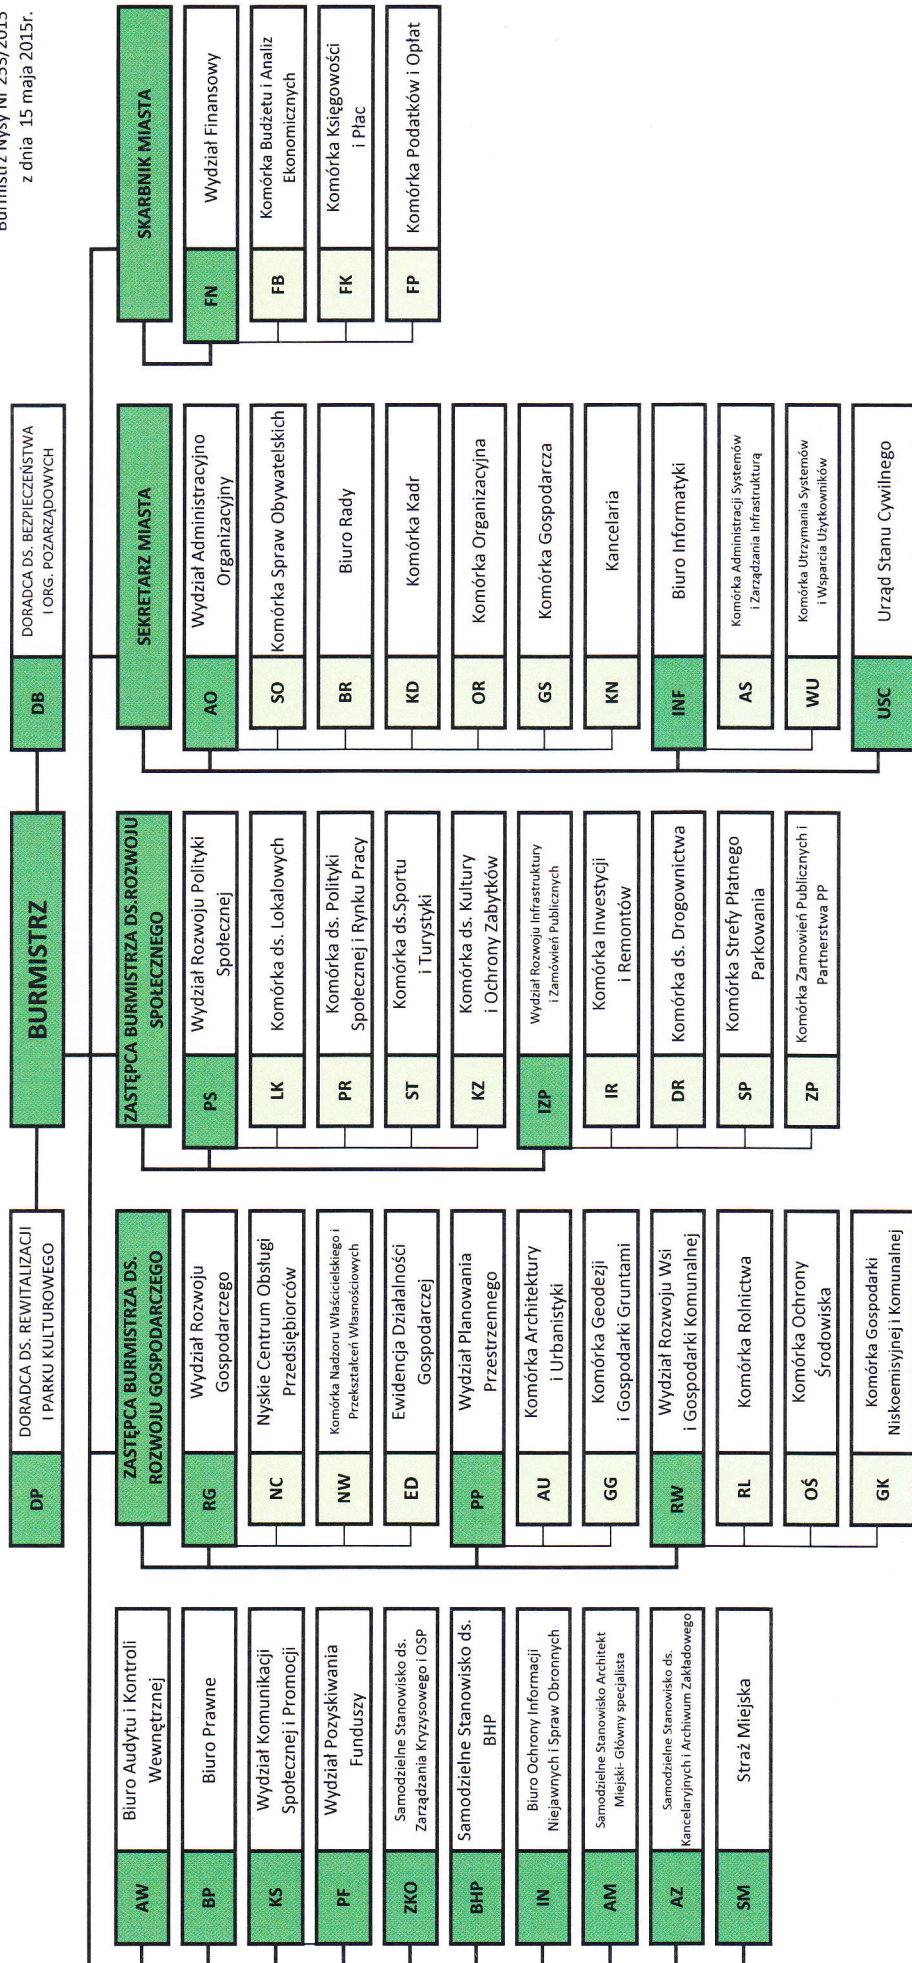 Burmistrz Nysy Nr 253/2015
z dnia 15 maja 2015r.
DP
DORADCA DS. REWITALIZACJI
I PARKU KULTUROWEGO
BURMISTRZ
DB
DORADCA DS. BEZPIECZEŃSTWA
I ORG. POZARZĄDOWYCH
AW
Biuro Audytu i Kontroli
Wewnętrznej
BP
Biuro Prawne
KS
Wydział Komunikacji
Społecznej i Promocji
PF
Wydział Pozyskiwania
Funduszy
ZKO
Samodzielne Stanowisko ds.
Zarządzania Kryzysowego i OSP
BHP
Samodzielne Stanowisko ds.
BHP
IN
Biuro Ochrony Informacji
Niejawnych i Spraw Obronnych
AM
Samodzielne Stanowisko Architekt
Miejski- Główny specjalista
AZ
Samodzielne Stanowisko ds.
Kancelaryjnych i Archiwum Zakładowego
SM
Straż Miejska
ZASTĘPCA BURMISTRZA DS.
ROZWOJU GOSPODARCZEGO
RG
Wydział Rozwoju
Gospodarczego
NC
Nyskie Centrum Obsługi
Przedsiębiorców
NW
Komórka Nadzoru Właścicielskiego i
Przekształceń Własnościowych
ED
Ewidencja Działalności
Gospodarczej
PP
Wydział Planowania
Przestrzennego
AU
Komórka Architektury
i Urbanistyki
GG
Komórka Geodezji
i Gospodarki Gruntami
RW
Wydział Rozwoju Wsi
i Gospodarki Komunalnej
RL
Komórka Rolnictwa
OŚ
Komórka Ochrony
Środowiska
GK
Komórka Gospodarki
Niskoemisyjnej i Komunalnej
ZASTĘPCA BURMISTRZA DS.ROZWOJU
SPOŁECZNEGO
PS
Wydział Rozwoju Polityki
Społecznej
LK
Komórka ds. Lokalowych
PR
Komórka ds. Polityki
Społecznej i Rynku Pracy
ST
Komórka ds.Sportu
i Turystyki
KZ
Komórka ds. Kultury
i Ochrony Zabytków
IZP
Wydział Rozwoju Infrastruktury
i Zamówień Publicznych
IR
Komórka Inwestycji
i Remontów
DR
Komórka ds. Drogownictwa
SP
Komórka Strefy Płatnego
Parkowania
ZP
Komórka Zamowień Publicznych i
Partnerstwa PP
SEKRETARZ MIASTA
AO
Wydział Administracyjno
Organizacyjny
SO
Komórka Spraw Obywatelskich
BR
Biuro Rady
KD
Komórka Kadr
OR
Komórka Organizacyjna
GS
Komórka Gospodarcza
KN
Kancelaria
INF
Biuro Informatyki
AS
Komórka Administracji Systemów
i Zarządzania Infrastrukturą
WU
Komórka Utrzymania Systemów
i Wsparcia Użytkowników
USC
Urząd Stanu Cywilnego
SKARBNIK MIASTA
FN
Wydział Finansowy
FB
Komórka Budżetu i Analiz
Ekonomicznych
FK
Komórka Księgowości
i Płac
FP
Komórka Podatków i Opłat